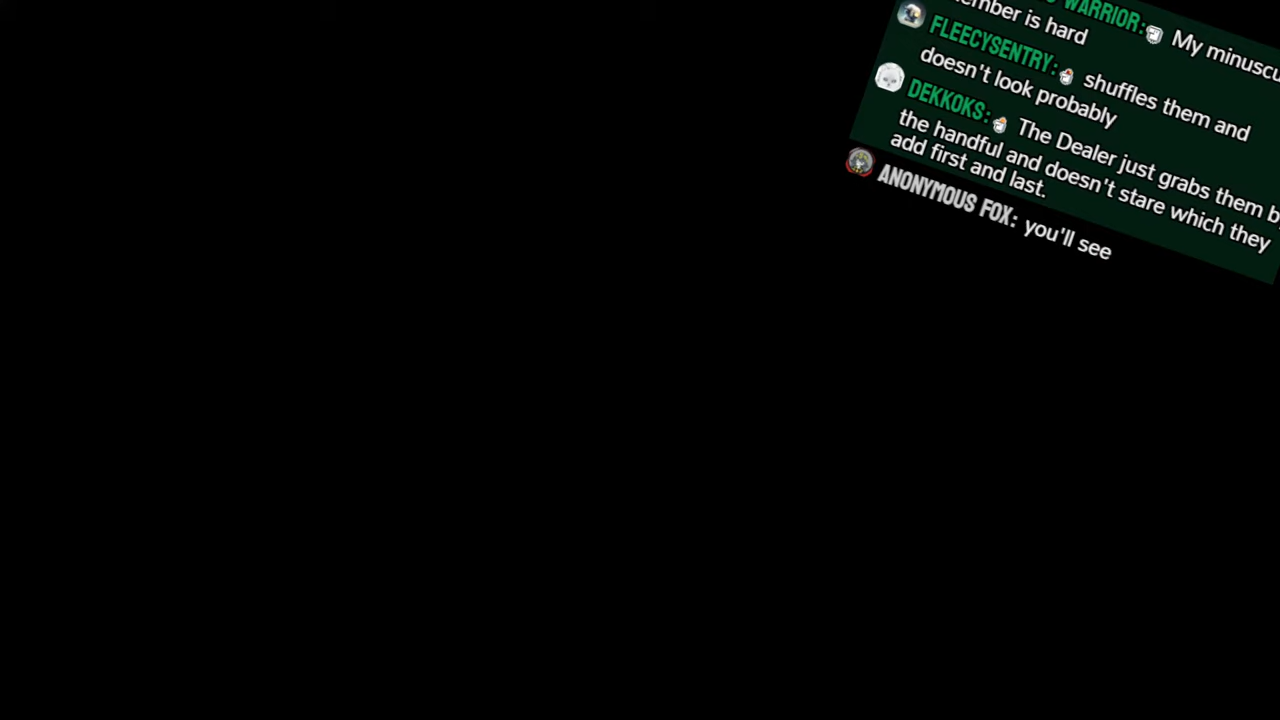 WARRIOR: My minuscu
ember is hard
FLEECYSENTRY: shuffles them and
doesn't look probably
DEKKOKS: The Dealer just grabs them b
the handful and doesn't stare which they
add first and last.
ANONYMOUS FOX: you'll see